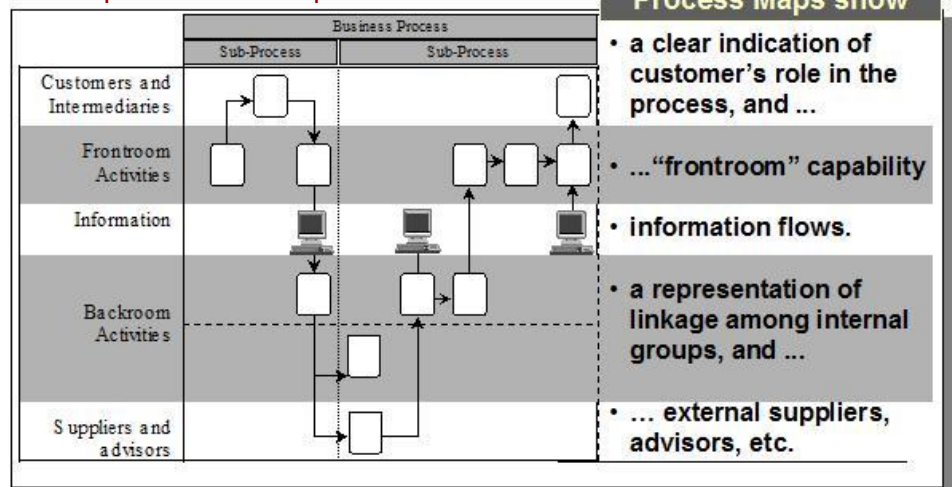 Process Maps show
Business Process
Sub-Process
Sub-Process
Customers and
Intermediaries
Frontroom
Activities
Information
Backroom
Activities
Suppliers and
advisors
• a clear indication of
customer's role in the
process, and ...
• ..."frontroom" capability
• information flows.
• a representation of
linkage among internal
groups, and ...
• ... external suppliers,
advisors, etc.